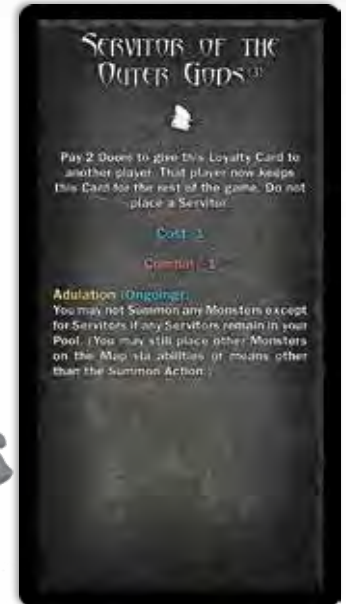 SERVITOR OF THE
OUTER GODS (3)
Pay 2 Doom to give this Loyalty Card to
another player. That player now keeps
this Card for the rest of the game. Do not
place a Servitor.
Cost 1
Combat 1
Adulation (Ongoing):
You may not Summon any Monsters except
for Servitors if any Servitors remain in your
Pool. (You may still place other Monsters
on the Map via abilities or means other
than the Summon Action.)